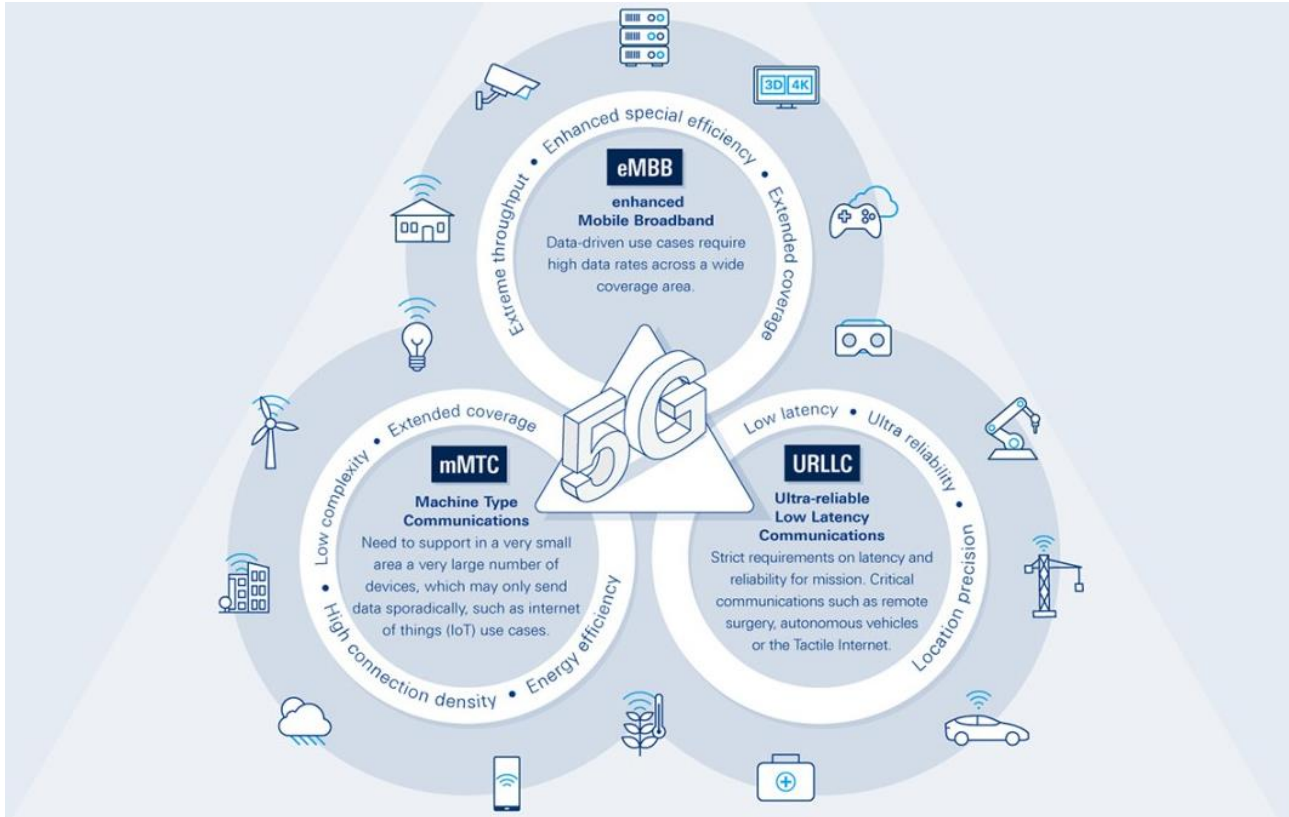 3D 4K
Extreme throughput • Enhanced special efficiency • Extended coverage
eMBB
enhanced
Mobile Broadband
Data-driven use cases require
high data rates across a wide
coverage area.
5G
Extended coverage • Low complexity • High connection density • Energy efficiency
mMTC
Machine Type
Communications
Need to support in a very small
area a very large number of
devices, which may only send
data sporadically, such as internet
of things (IoT) use cases.
Low latency • Ultra reliability • Location precision
URLLC
Ultra-reliable
Low Latency
Communications
Strict requirements on latency and
reliability for mission. Critical
communications such as remote
surgery, autonomous vehicles
or the Tactile Internet.